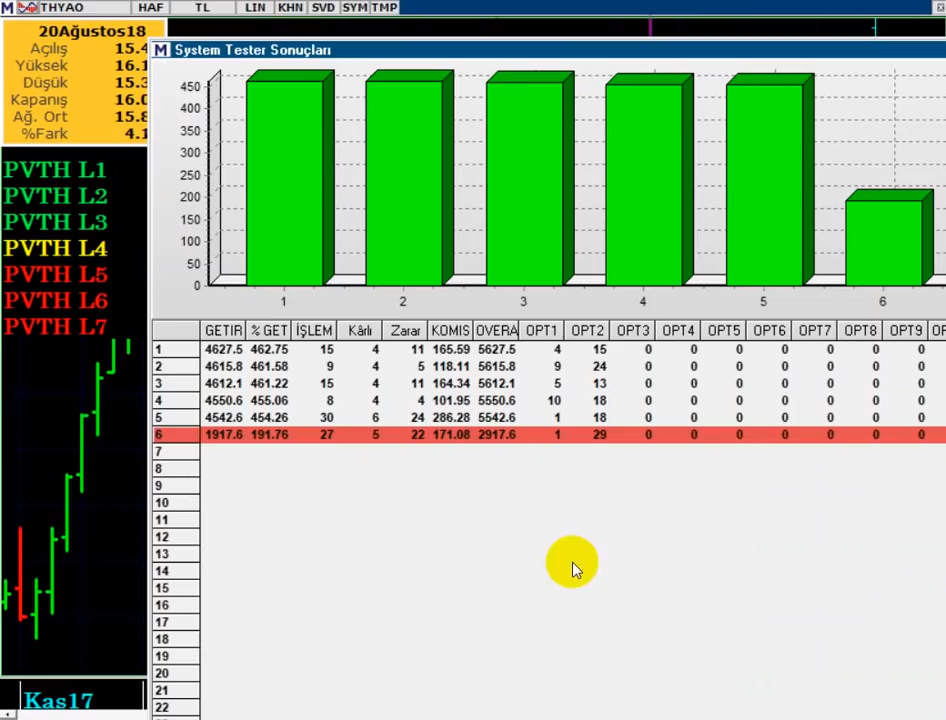 M THYAO HAF TL LIN KHN SVD SYM TMP
20Ağustos18
Açılış 15.4
Yüksek 16.1
Düşük 15.3
Kapanış 16.0
Ağ. Ort 15.8
%Fark 4.1
PVTH L1
PVTH L2
PVTH L3
PVTH L4
PVTH L5
PVTH L6
PVTH L7
Kas17
M System Tester Sonuçları
450
400
350
300
250
200
150
100
50
0
1 2 3 4 5 6
GETIR % GET İŞLEM Kârlı Zarar KOMIS OVERA OPT1 OPT2 OPT3 OPT4 OPT5 OPT6 OPT7 OPT8 OPT9 OP
1 4627.5 462.75 15 4 11 165.59 5627.5 4 15 0 0 0 0 0 0 0
2 4615.8 461.58 9 4 5 118.11 5615.8 9 24 0 0 0 0 0 0 0
3 4612.1 461.22 15 4 11 164.34 5612.1 5 13 0 0 0 0 0 0 0
4 4550.6 455.06 8 4 4 101.95 5550.6 10 18 0 0 0 0 0 0 0
5 4542.6 454.26 30 6 24 286.28 5542.6 1 18 0 0 0 0 0 0 0
6 1917.6 191.76 27 5 22 171.08 2917.6 1 29 0 0 0 0 0 0 0
7
8
9
10
11
12
13
14
15
16
17
18
19
20
21
22